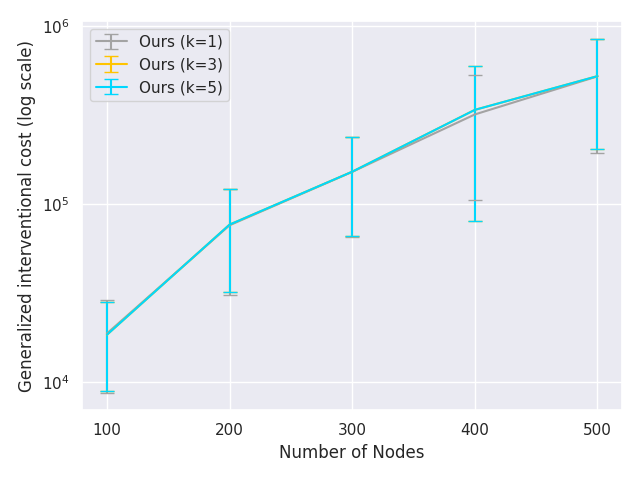 Generalized interventional cost (log scale)
10^6
10^5
10^4
Ours (k=1)
Ours (k=3)
Ours (k=5)
100 200 300 400 500
Number of Nodes